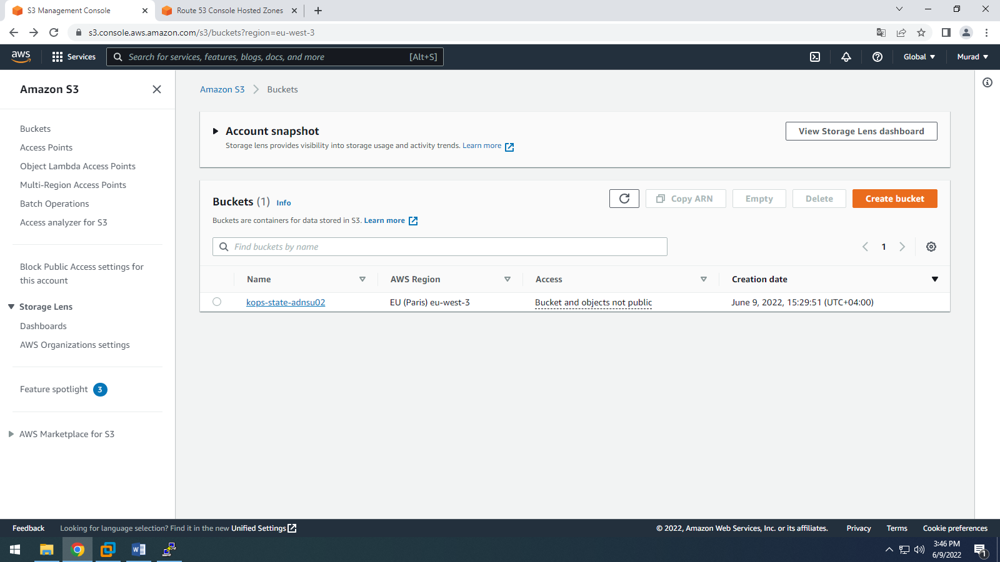 S3 Management Console
Route 53 Console Hosted Zones
s3.console.aws.amazon.com/s3/buckets?region=eu-west-3
aws
Services
Search for services, features, blogs, docs, and more [Alt+S]
Global
Murad
Amazon S3
Buckets
Access Points
Object Lambda Access Points
Multi-Region Access Points
Batch Operations
Access analyzer for S3
Block Public Access settings for
this account
Storage Lens
Dashboards
AWS Organizations settings
Feature spotlight 3
AWS Marketplace for S3
Amazon S3 Buckets
Account snapshot
Storage lens provides visibility into storage usage and activity trends. Learn more
View Storage Lens dashboard
Buckets (1) Info
Buckets are containers for data stored in S3. Learn more
Copy ARN
Empty
Delete
Create bucket
Find buckets by name
1
Name AWS Region Access Creation date
kops-state-adnsu02 EU (Paris) eu-west-3 Bucket and objects not public June 9, 2022, 15:29:51 (UTC+04:00)
Feedback Looking for language selection? Find it in the new Unified Settings
© 2022, Amazon Web Services, Inc. or its affiliates. Privacy Terms Cookie preferences
3:46 PM
6/9/2022
1